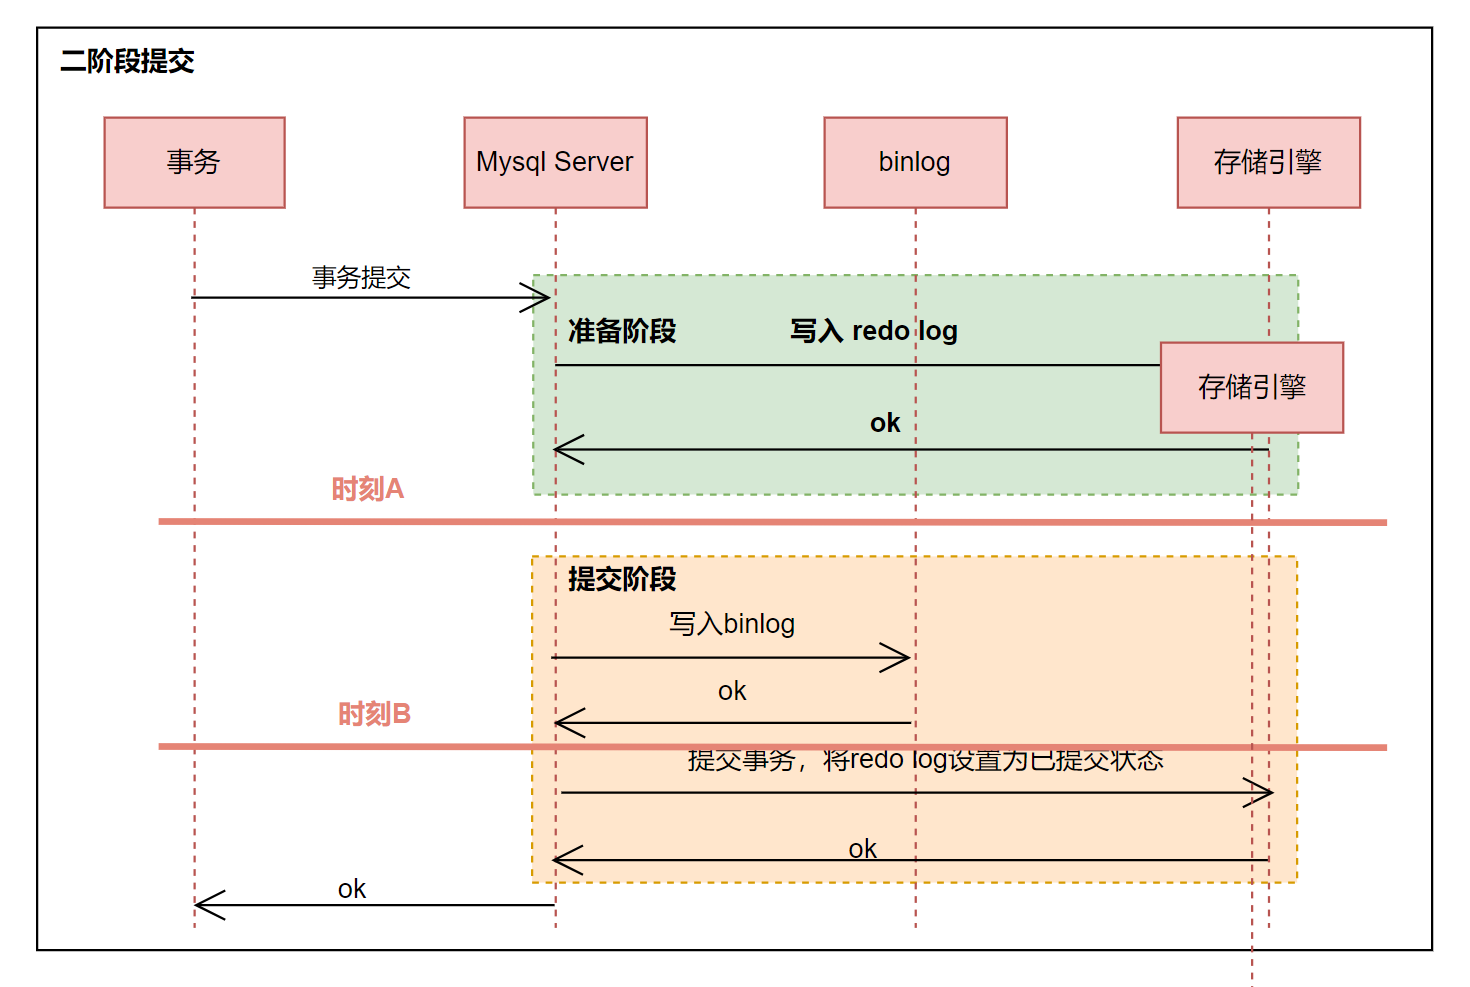 二阶段提交
事务
Mysql Server
binlog
存储引擎
事务提交
准备阶段
写入 redo log
存储引擎
ok
时刻A
提交阶段
写入binlog
ok
时刻B
提交事务，将redo log设置为已提交状态
ok
ok